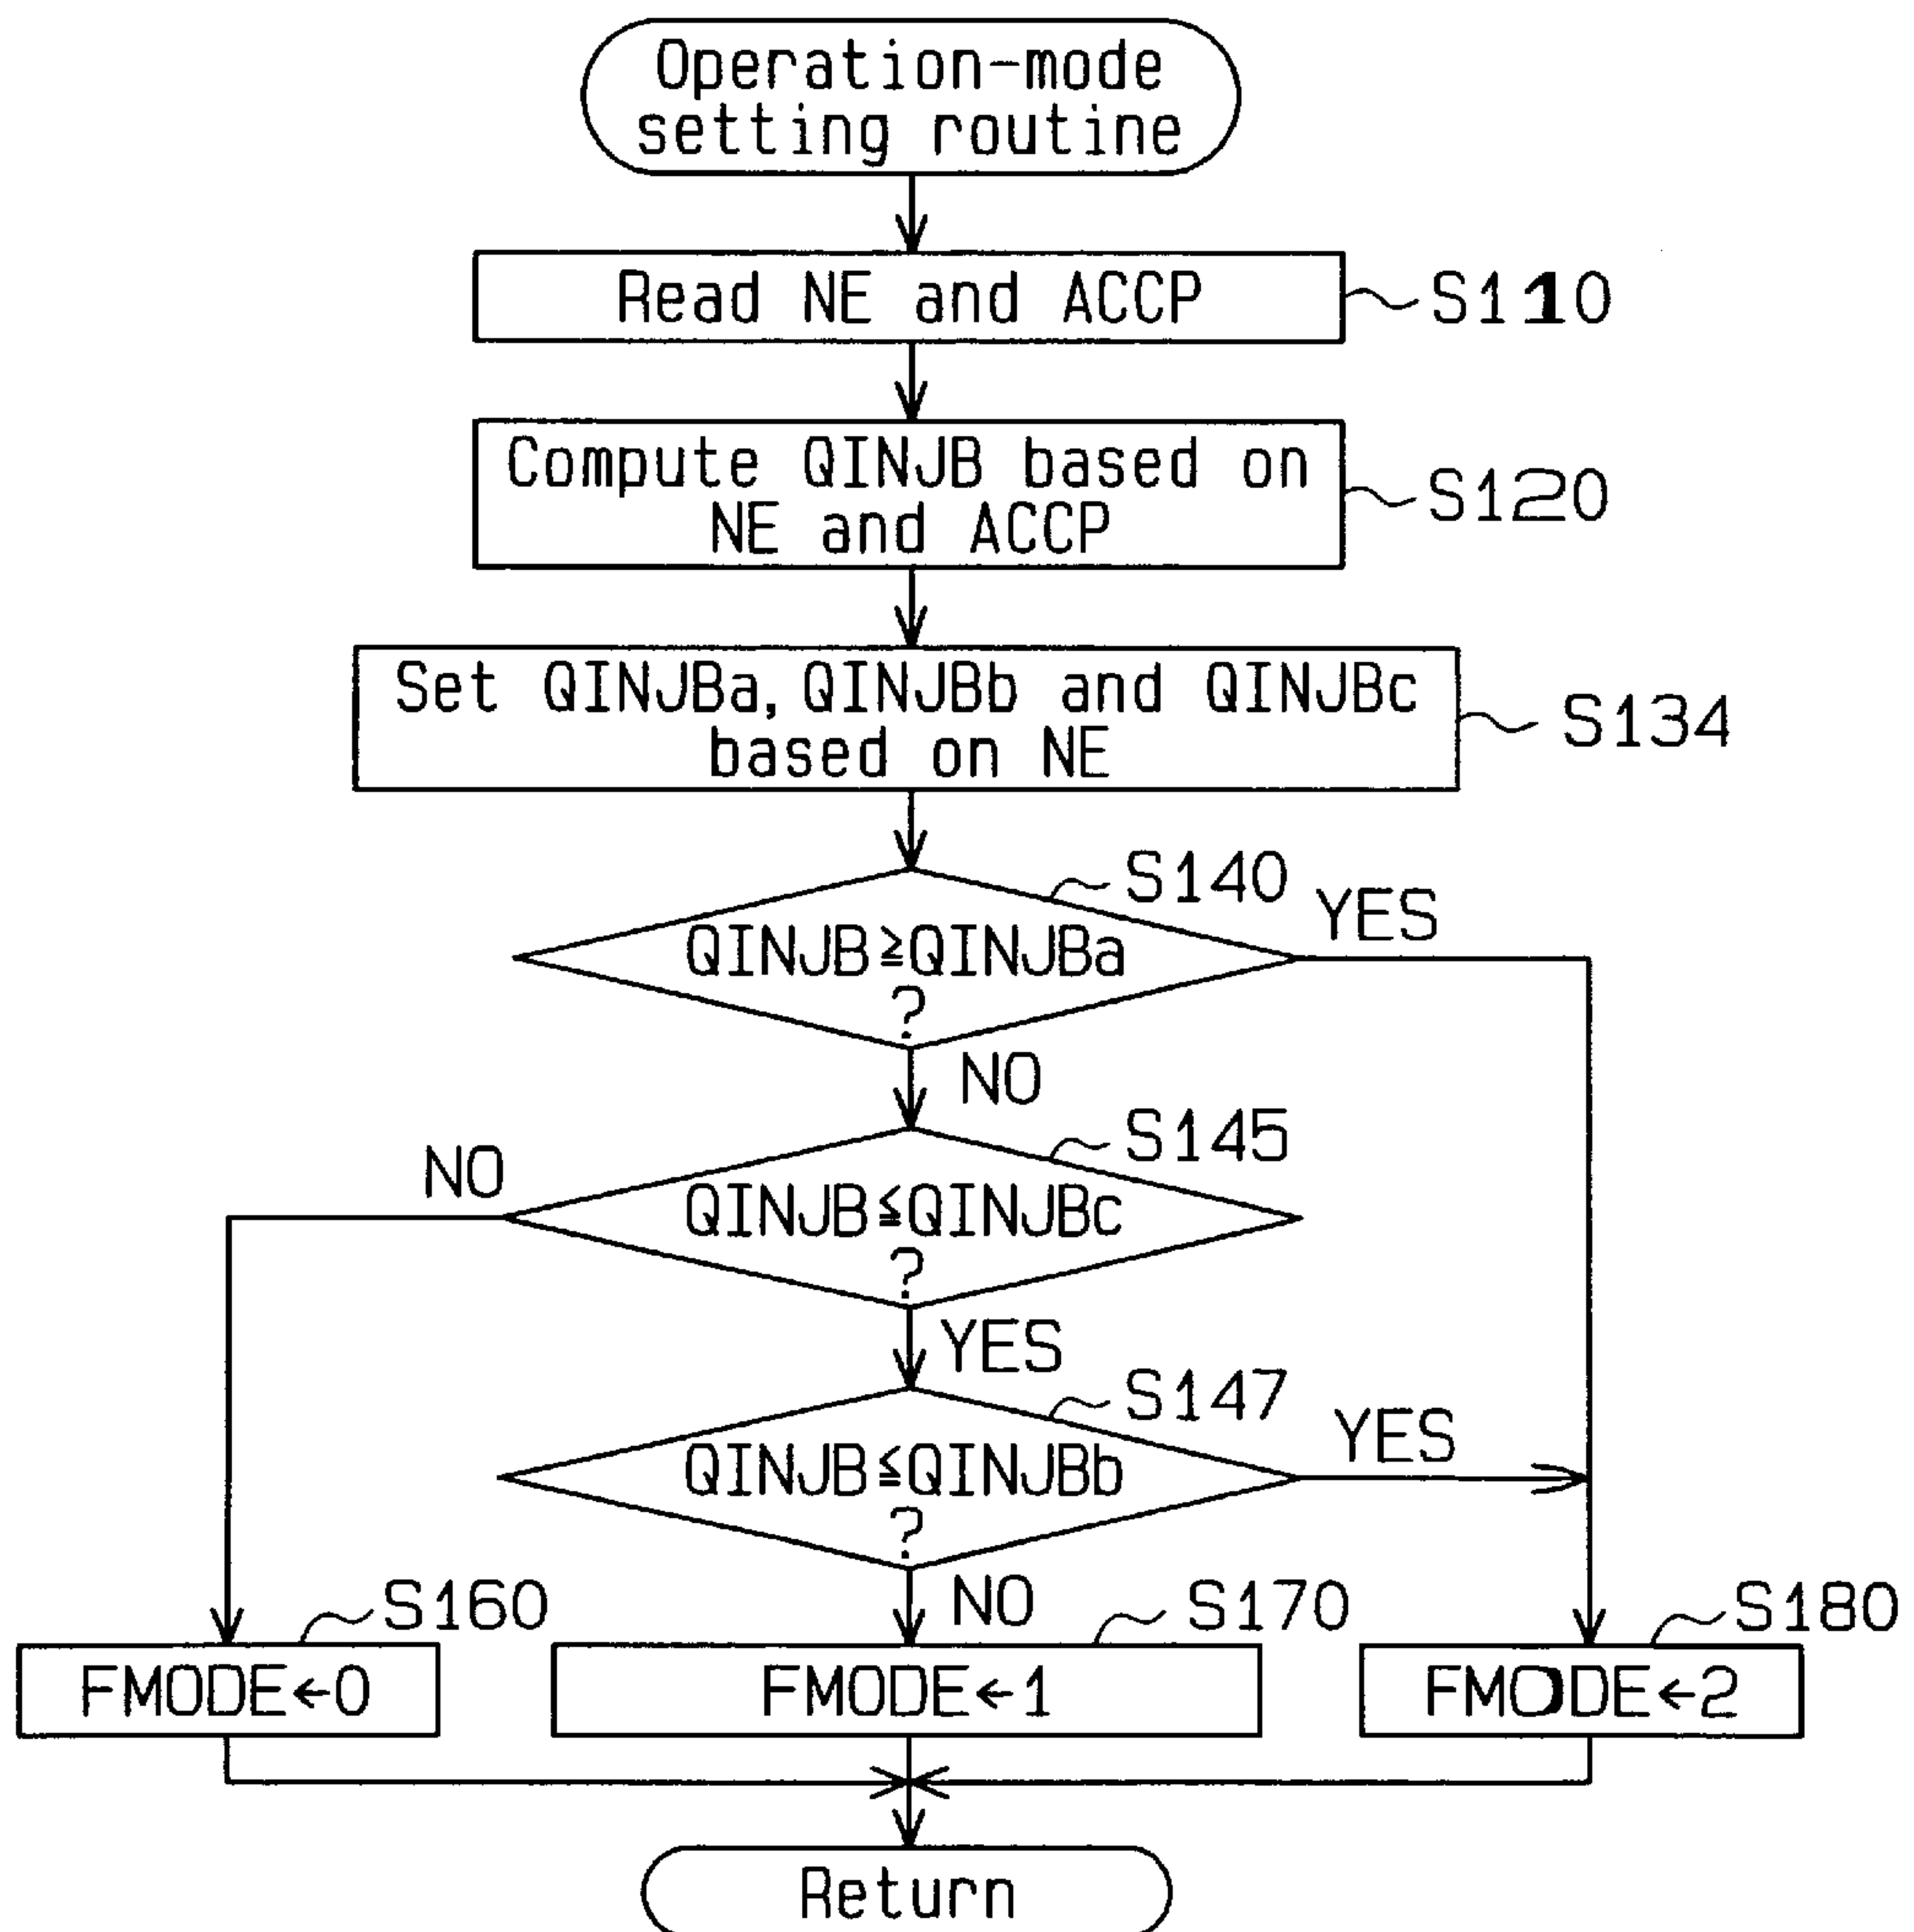 Operation-mode
setting routine
Read NE and ACCP
S110
Compute QINJB based on
NE and ACCP
S120
Set QINJBa, QINJBb and QINJBc
based on NE
S134
S140
YES
QINJB≧QINJBa
?
NO
S145
NO
QINJB≦QINJBc
?
YES
S147
YES
QINJB≦QINJBb
?
NO
S160
S170
S180
FMODE←0
FMODE←1
FMODE←2
Return